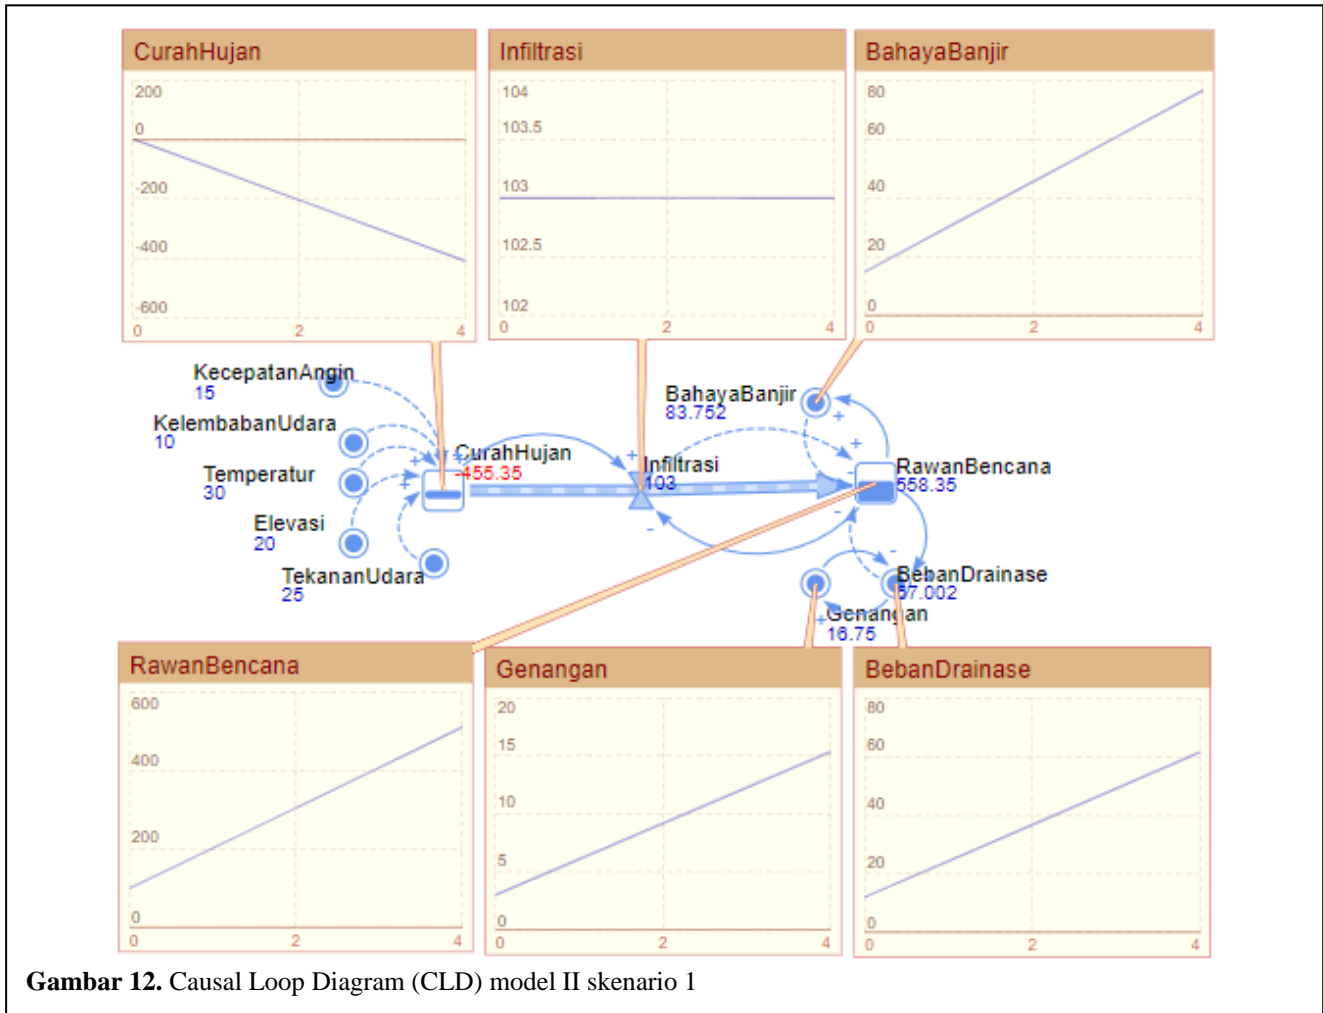 CurahHujan
200
0
-200
-400
-600
0 2 4
Infiltrasi
104
103.5
103
102.5
102
0 2 4
BahayaBanjir
80
60
40
20
0
0 2 4
KecepatanAngin
15
KelembabanUdara
10
Temperatur
30
Elevasi
20
TekananUdara
25
CurahHujan
-455.35
Infiltrasi
103
BahayaBanjir
83.752
RawanBencana
558.35
BebanDrainase
67.002
Genangan
16.75
RawanBencana
600
400
200
0
0 2 4
Genangan
20
15
10
5
0
0 2 4
BebanDrainase
80
60
40
20
0
0 2 4
Gambar 12. Causal Loop Diagram (CLD) model II skenario 1